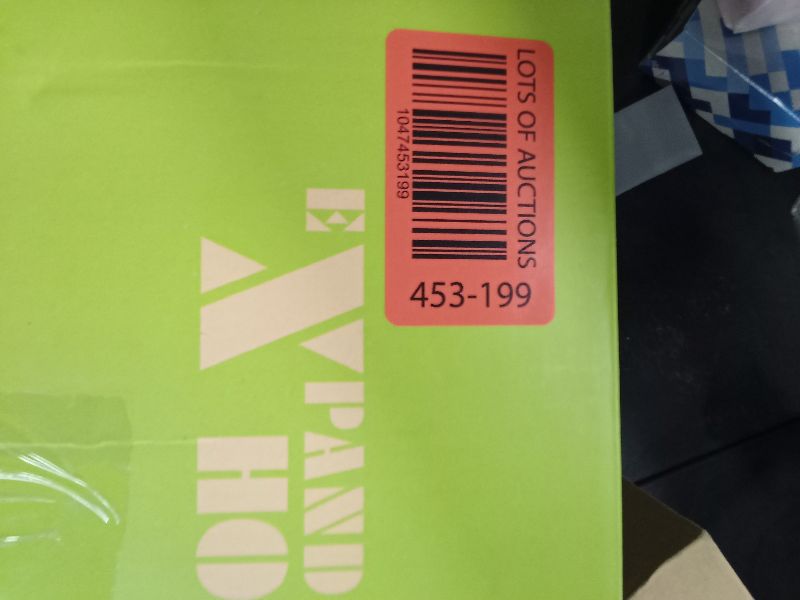 LOTS OF AUCTIONS
1047453199
453-199
EXPAND
HO